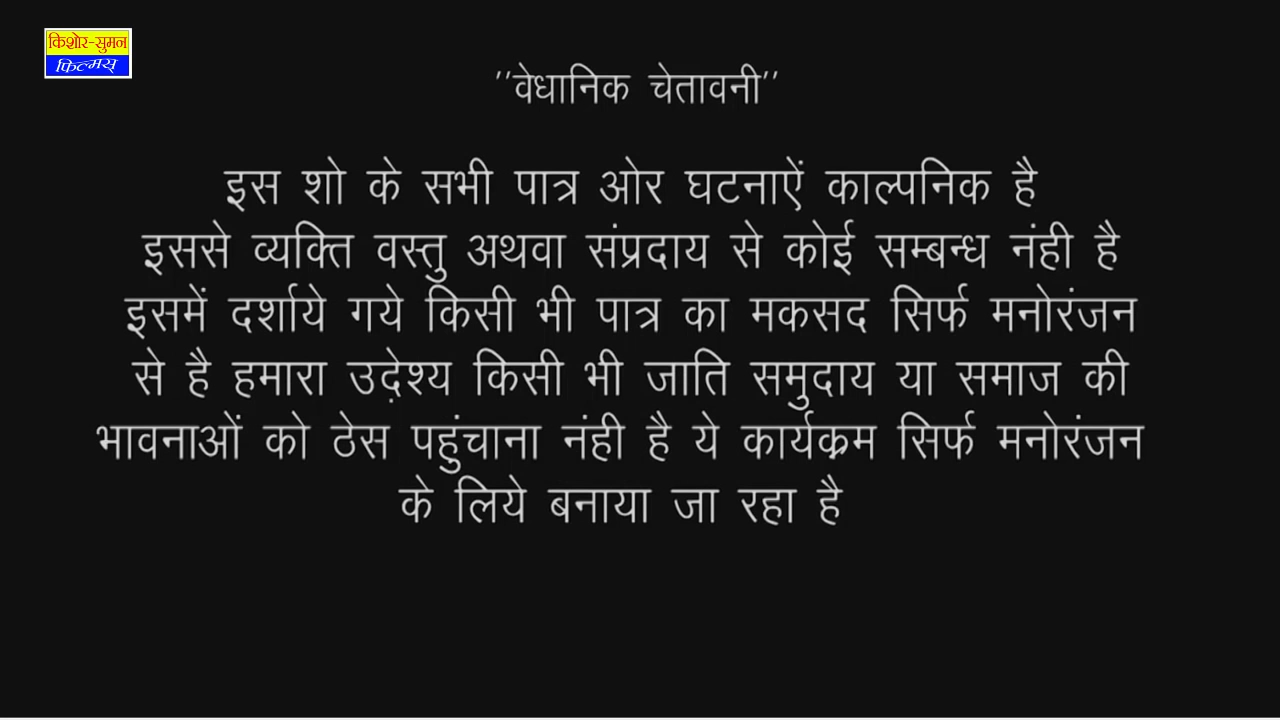 किशोर-सुमन
फिल्मस्
''वेधानिक चेतावनी''
इस शो के सभी पात्र ओर घटनाऐं काल्पनिक है
इससे व्यक्ति वस्तु अथवा संप्रदाय से कोई सम्बन्ध नंही है
इसमें दर्शाये गये किसी भी पात्र का मकसद सिर्फ मनोरंजन
से है हमारा उद़ेश्य किसी भी जाति समुदाय या समाज की
भावनाओं को ठेस पहुंचाना नंही है ये कार्यक्रम सिर्फ मनोरंजन
के लिये बनाया जा रहा है